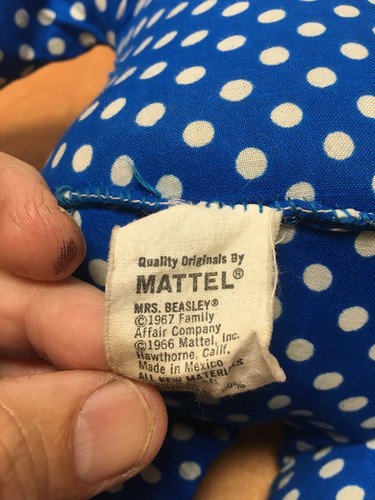 Quality Originals By
MATTEL®
MRS. BEASLEY®
©1967 Family
Affair Company
©1966 Mattel, Inc.
Hawthorne, Calif.
Made in Mexico
ALL NEW MATERIALS